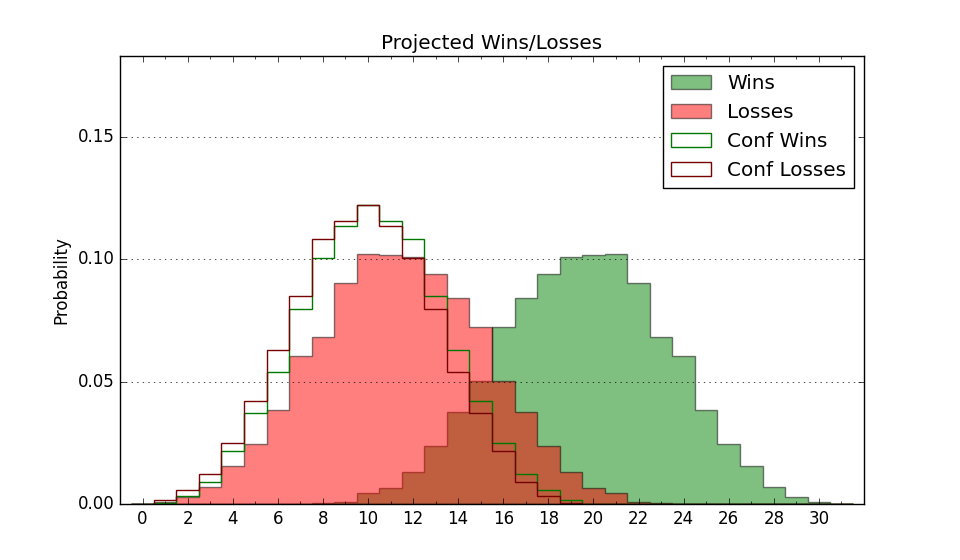 Projected Wins/Losses
Wins
Losses
Conf Wins
Conf Losses
Probability
0.15
0.10
0.05
0.00
0 2 4 6 8 10 12 14 16 18 20 22 24 26 28 30